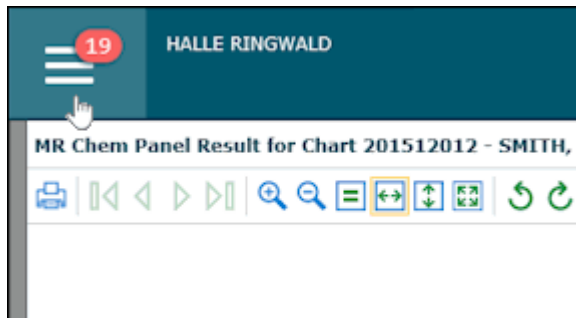 19
HALLE RINGWALD
MR Chem Panel Result for Chart 201512012 - SMITH,